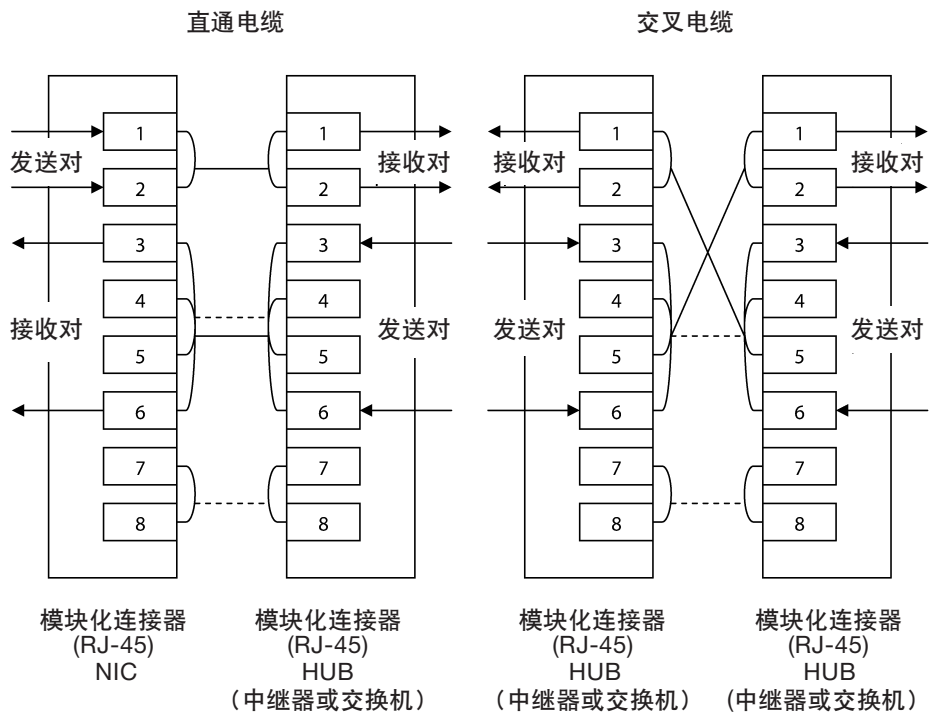 直通电缆
交叉电缆
1 1 1 1
发送对 接收对 接收对 接收对
2 2 2 2
3 3 3 3
4 4 4 4
接收对 发送对 发送对 发送对
5 5 5 5
6 6 6 6
7 7 7 7
8 8 8 8
模块化连接器
(RJ-45)
NIC
模块化连接器
(RJ-45)
HUB
（中继器或交换机）
模块化连接器
(RJ-45)
HUB
（中继器或交换机）
模块化连接器
(RJ-45)
HUB
（中继器或交换机）